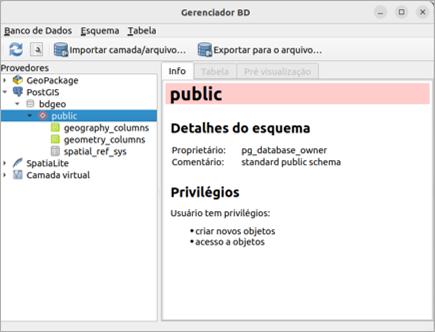 Gerenciador BD
Banco de Dados Esquema Tabela
Importar camada/arquivo... Exportar para o arquivo...
Provedores
GeoPackage
PostGIS
bdgeo
public
geography_columns
geometry_columns
spatial_ref_sys
SpatiaLite
Camada virtual
Info Tabela Pré visualização
public
Detalhes do esquema
Proprietário: pg_database_owner
Comentário: standard public schema
Privilégios
Usuário tem privilégios:
• criar novos objetos
• acesso a objetos